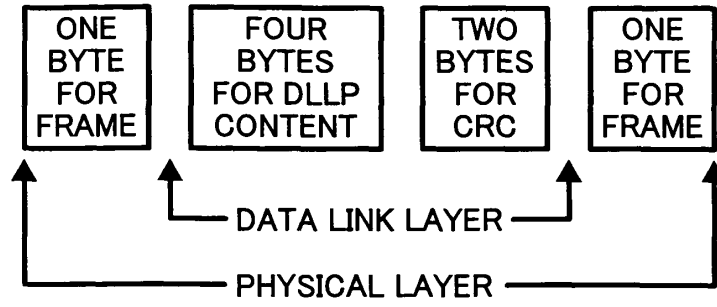 ONE
BYTE
FOR
FRAME
FOUR
BYTES
FOR DLLP
CONTENT
TWO
BYTES
FOR
CRC
ONE
BYTE
FOR
FRAME
DATA LINK LAYER
PHYSICAL LAYER